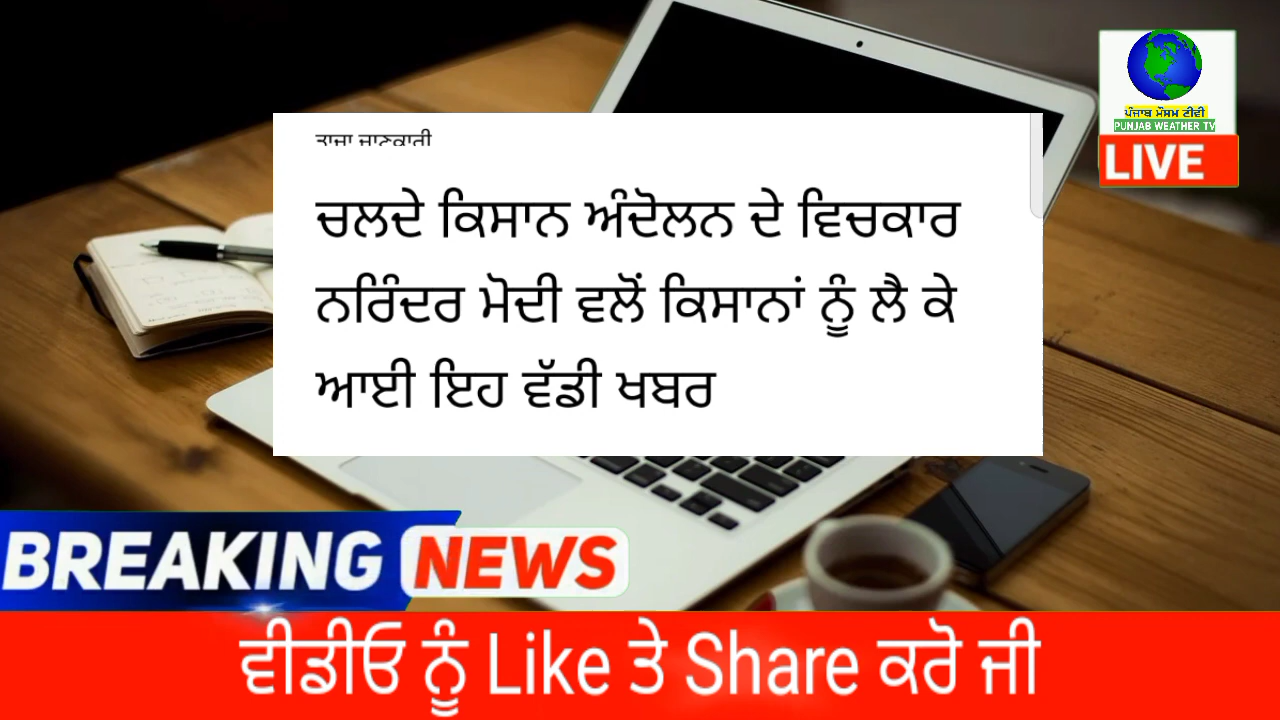 ਪੰਜਾਬ ਮੌਸਮ ਟੀਵੀ
PUNJAB WEATHER TV
LIVE
ਤਾਜ਼ਾ ਜਾਣਕਾਰੀ
ਚਲਦੇ ਕਿਸਾਨ ਅੰਦੋਲਨ ਦੇ ਵਿਚਕਾਰ
ਨਰਿੰਦਰ ਮੋਦੀ ਵਲੋਂ ਕਿਸਾਨਾਂ ਨੂੰ ਲੈ ਕੇ
ਆਈ ਇਹ ਵੱਡੀ ਖਬਰ
BREAKING NEWS
ਵੀਡੀਓ ਨੂੰ Like ਤੇ Share ਕਰੋ ਜੀ